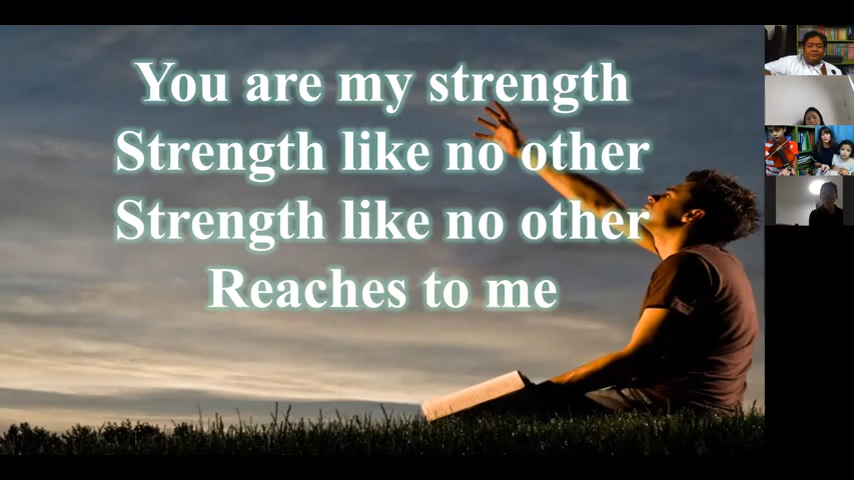 You are my strength
Strength like no other
Strength like no other
Reaches to me